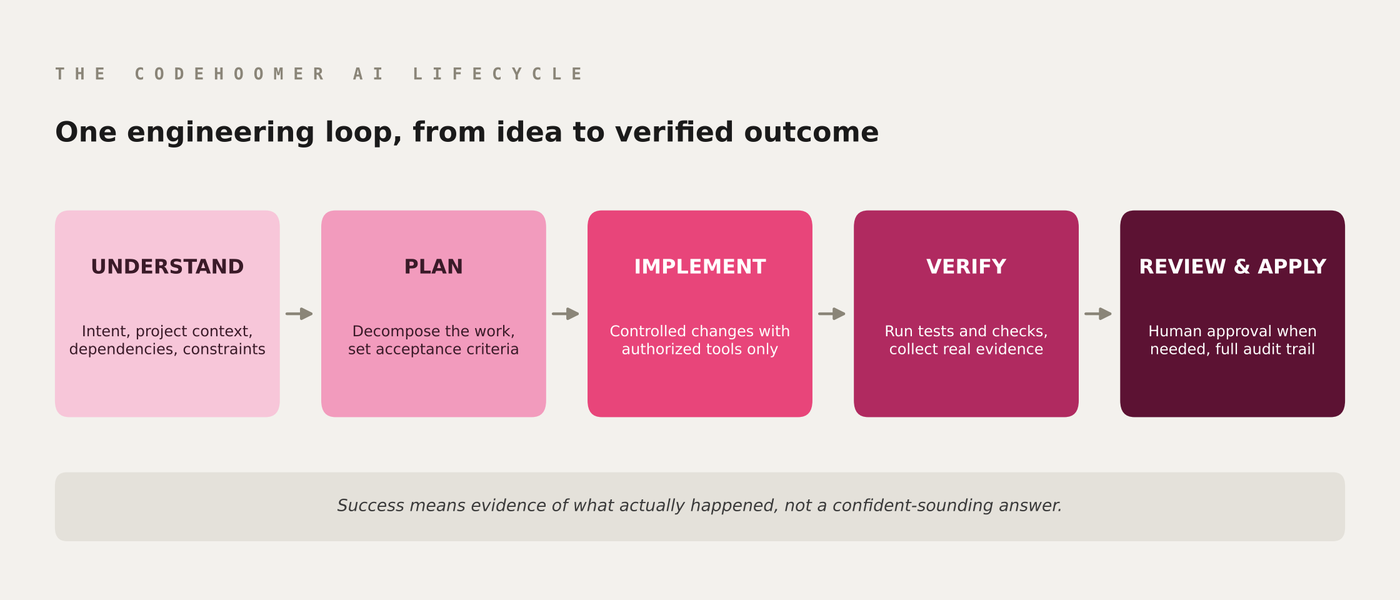 THE CODEHOOMER AI LIFECYCLE
One engineering loop, from idea to verified outcome
UNDERSTAND
Intent, project context,
dependencies, constraints
PLAN
Decompose the work,
set acceptance criteria
IMPLEMENT
Controlled changes with
authorized tools only
VERIFY
Run tests and checks,
collect real evidence
REVIEW & APPLY
Human approval when
needed, full audit trail
Success means evidence of what actually happened, not a confident-sounding answer.